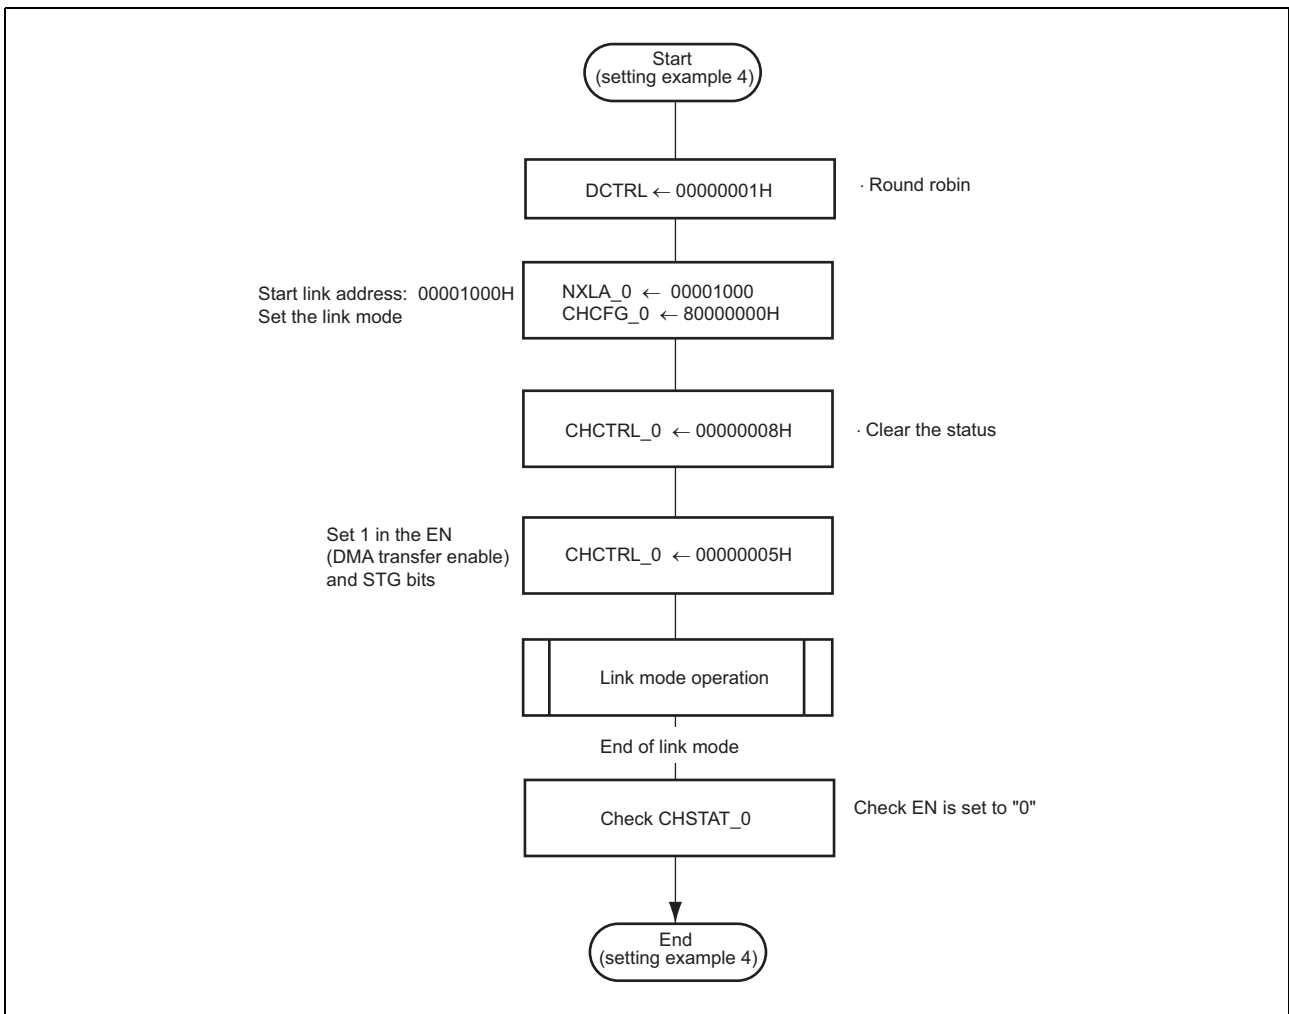 Start
(setting example 4)
DCTRL ← 00000001H
· Round robin
Start link address: 00001000H
Set the link mode
NXLA_0 ← 00001000
CHCFG_0 ← 80000000H
CHCTRL_0 ← 00000008H
· Clear the status
Set 1 in the EN
(DMA transfer enable)
and STG bits
CHCTRL_0 ← 00000005H
Link mode operation
End of link mode
Check CHSTAT_0
Check EN is set to "0"
End
(setting example 4)